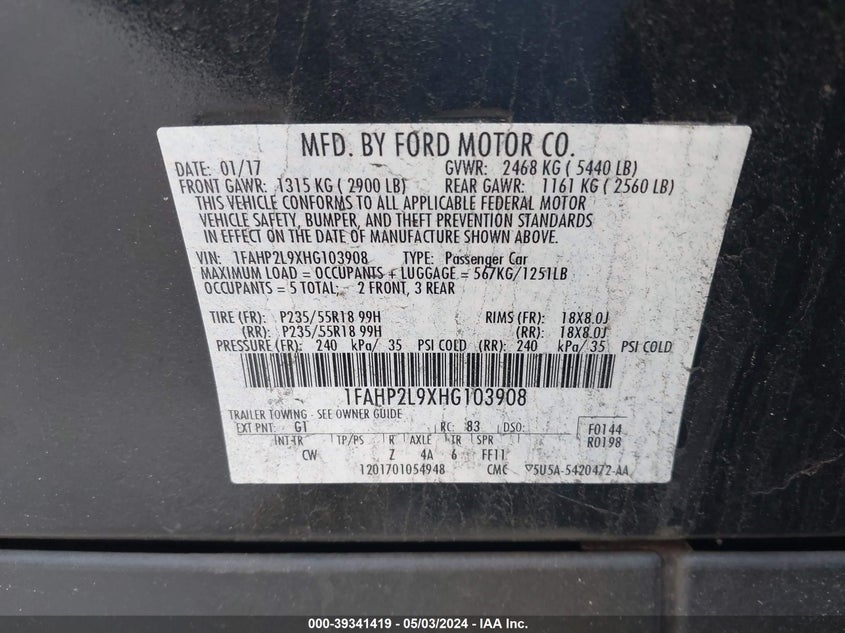 MFD. BY FORD MOTOR CO.
DATE: 01/17 GVWR: 2468 KG ( 5440 LB)
FRONT GAWR: 1315 KG ( 2900 LB) REAR GAWR: 1161 KG ( 2560 LB)
THIS VEHICLE CONFORMS TO ALL APPLICABLE FEDERAL MOTOR
VEHICLE SAFETY, BUMPER, AND THEFT PREVENTION STANDARDS
IN EFFECT ON THE DATE OF MANUFACTURE SHOWN ABOVE.
VIN: 1FAHP2L9XHG103908 TYPE: Passenger Car
MAXIMUM LOAD = OCCUPANTS + LUGGAGE = 567KG/1251LB
OCCUPANTS = 5 TOTAL: - 2 FRONT, 3 REAR
TIRE (FR): P235/55R18 99H RIMS (FR): 18X8.0J
(RR): P235/55R18 99H (RR): 18X8.0J
PRESSURE (FR): 240 kPa/ 35 PSI COLD (RR): 240 kPa/ 35 PSI COLD
1FAHP2L9XHG103908
TRAILER TOWING - SEE OWNER GUIDE
EXT PNT: G1 RC: 83 DSO: F0144
INT TR TP/PS R AXLE TR SPR R0198
CW Z 4A 6 FF11
1201701054948 CMC 5U5A-5420472-AA
000-39341419 - 05/03/2024 - IAA Inc.